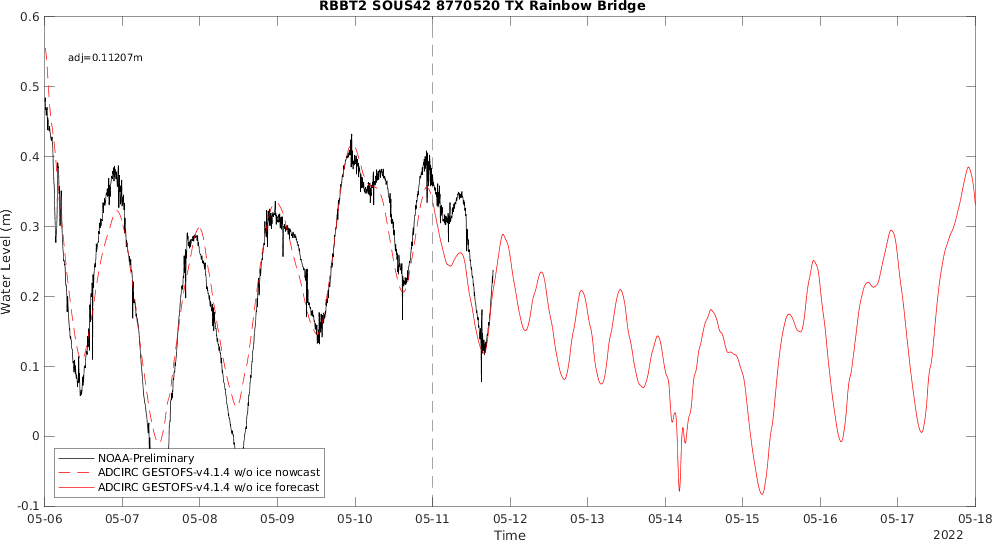 RBBT2 SOUS42 8770520 TX Rainbow Bridge
adj=0.11207m
Water Level (m)
0.6
0.5
0.4
0.3
0.2
0.1
0
-0.1
NOAA-Preliminary
ADCIRC GESTOFS-v4.1.4 w/o ice nowcast
ADCIRC GESTOFS-v4.1.4 w/o ice forecast
05-06 05-07 05-08 05-09 05-10 05-11 05-12 05-13 05-14 05-15 05-16 05-17 05-18
Time
2022